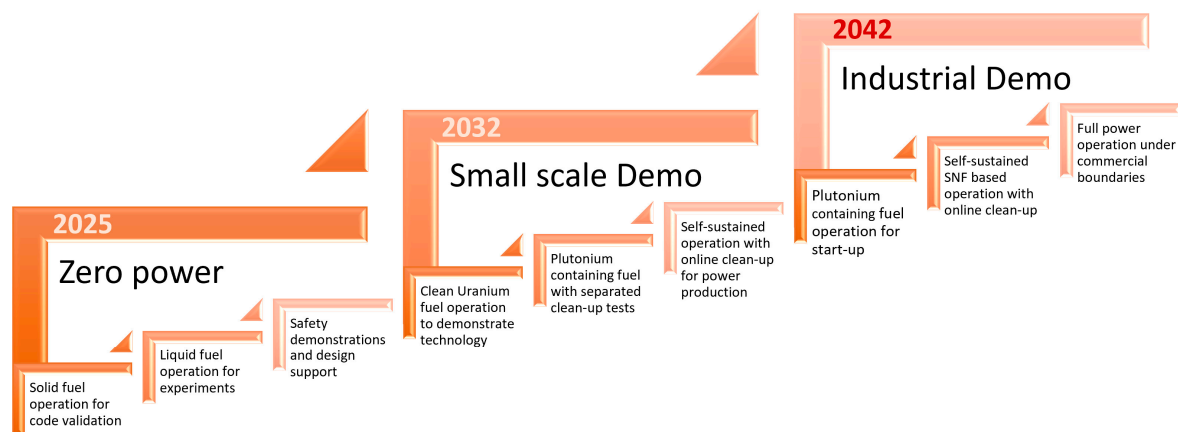 2025
Zero power
Solid fuel
operation for
code validation
Liquid fuel
operation for
experiments
Safety
demonstrations
and design
support
2032
Small scale Demo
Clean Uranium
fuel operation
to demonstrate
technology
Plutonium
containing fuel
with separated
clean-up tests
Self-sustained
operation with
online clean-up
for power
production
2042
Industrial Demo
Plutonium
containing fuel
operation for
start-up
Self-sustained
SNF based
operation with
online clean-up
Full power
operation under
commercial
boundaries